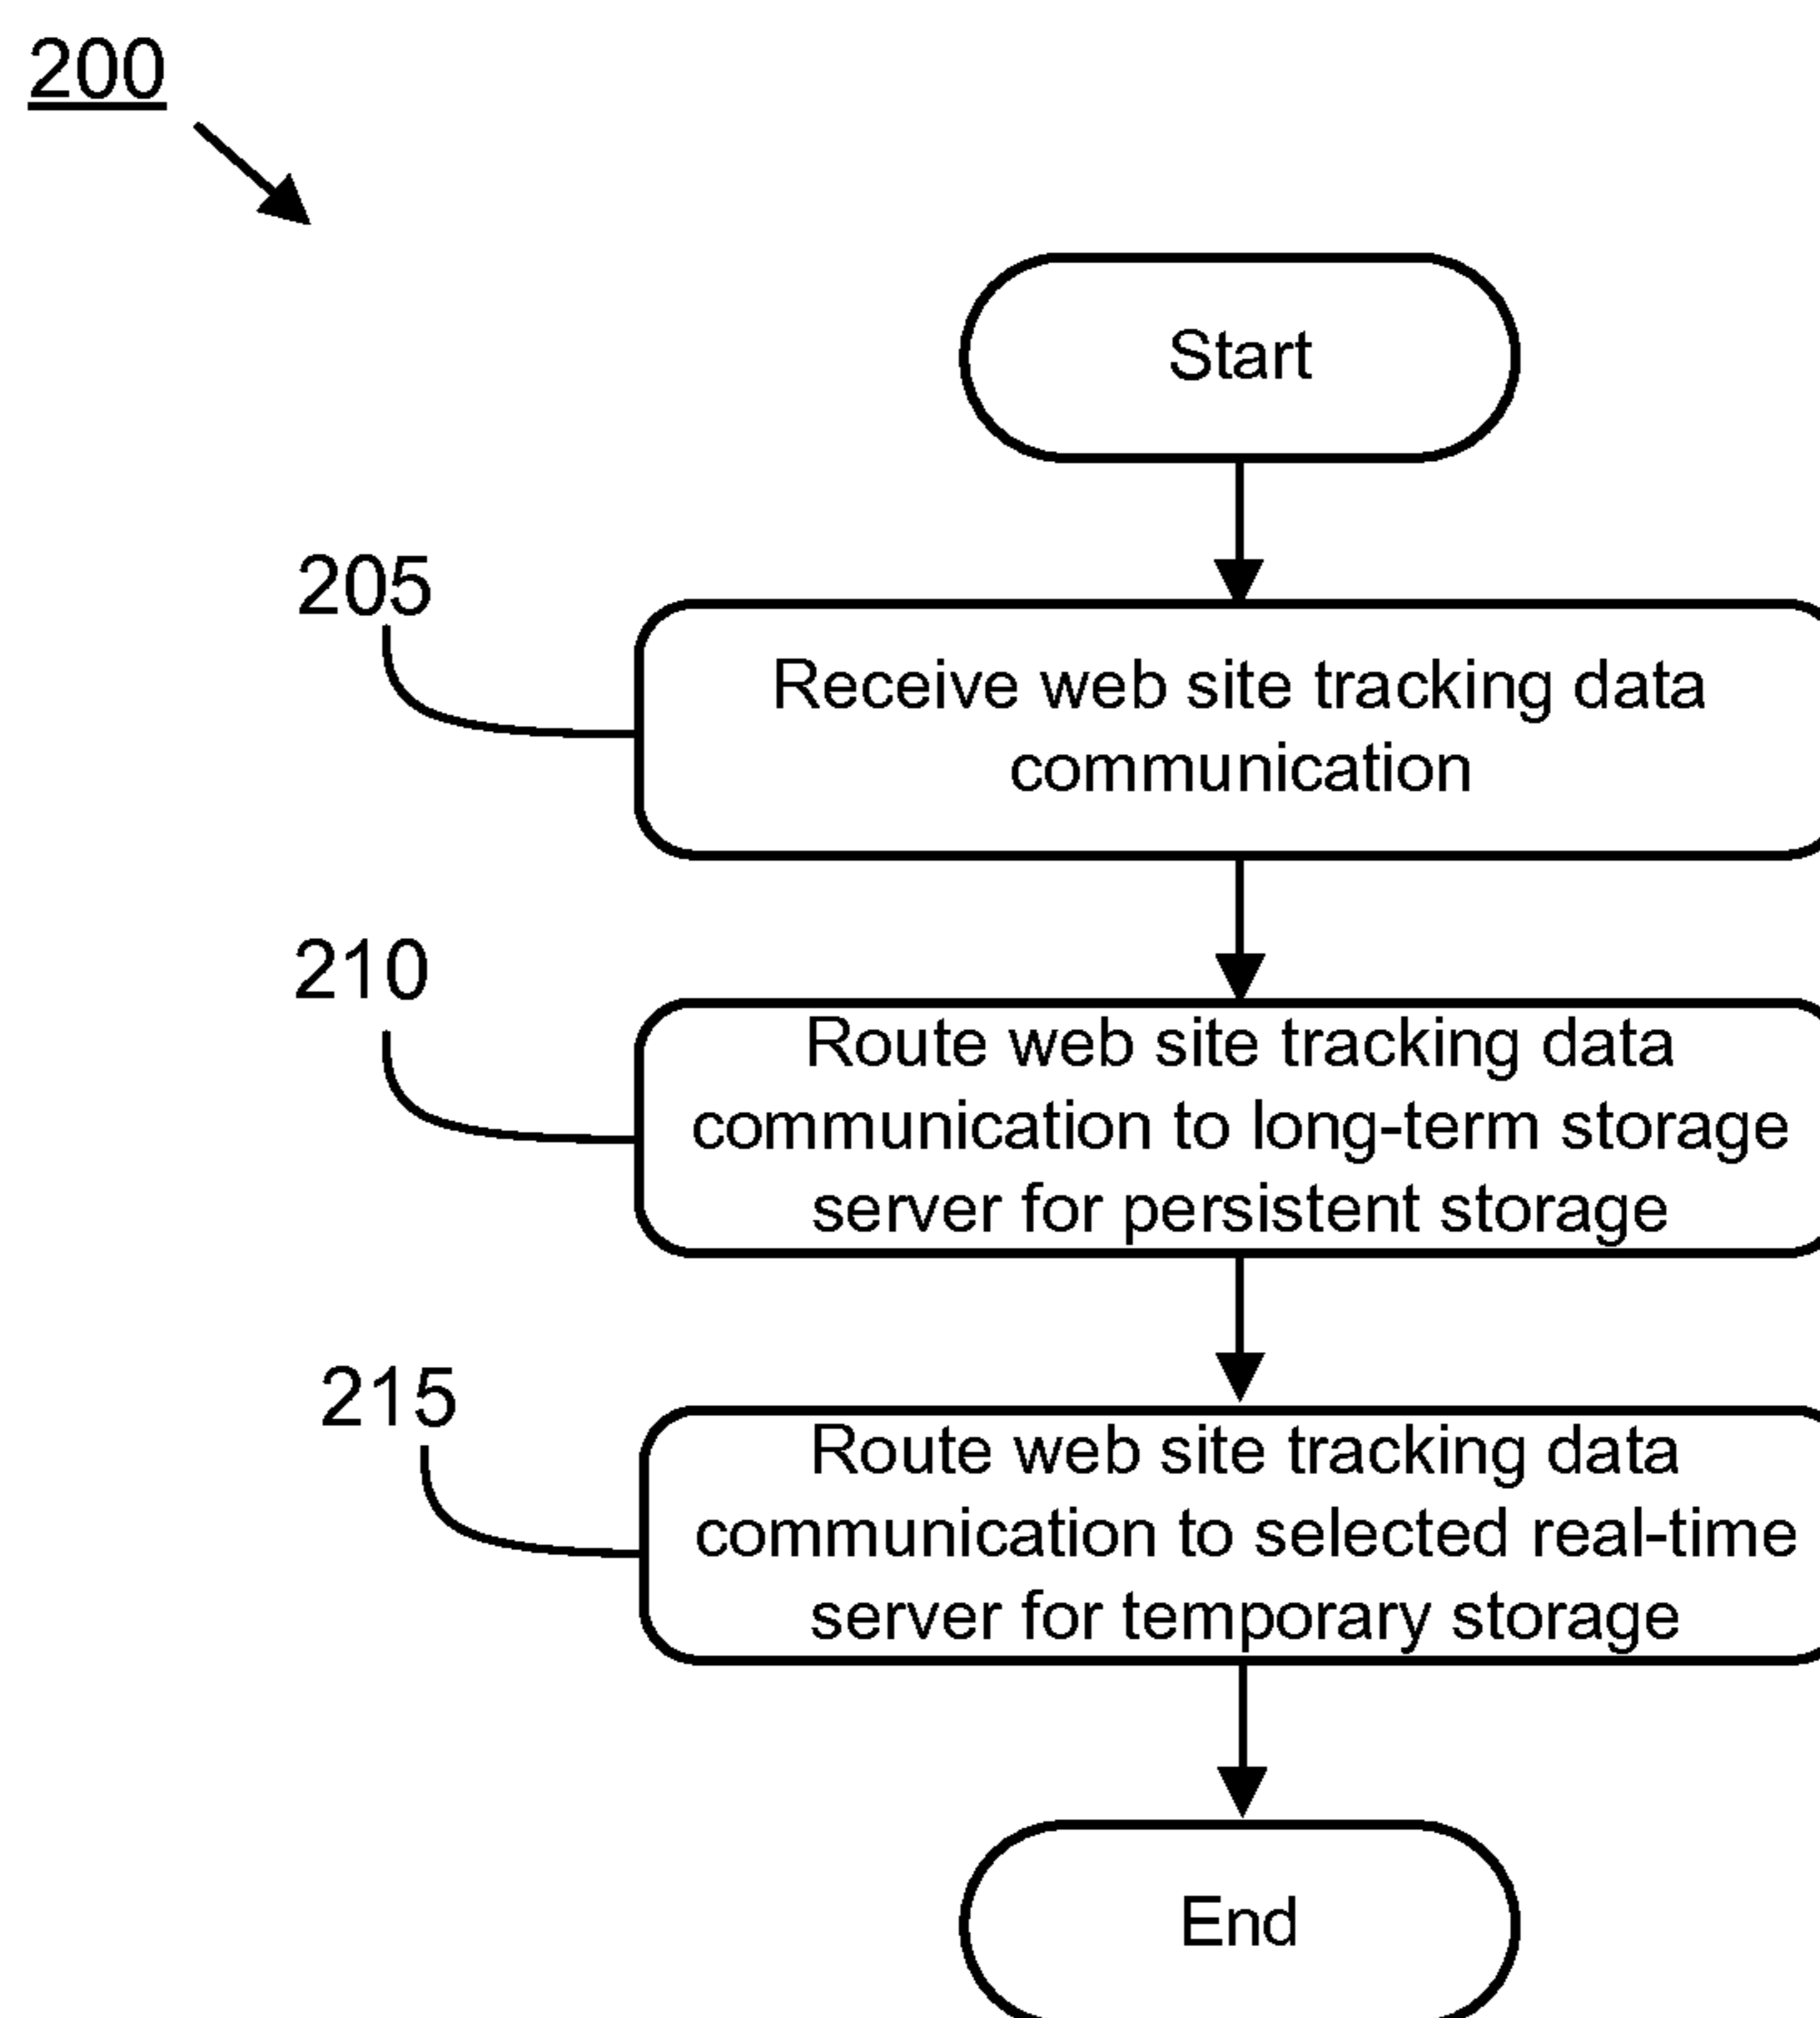 200
Start
205
Receive web site tracking data
communication
210
Route web site tracking data
communication to long-term storage
server for persistent storage
215
Route web site tracking data
communication to selected real-time
server for temporary storage
End